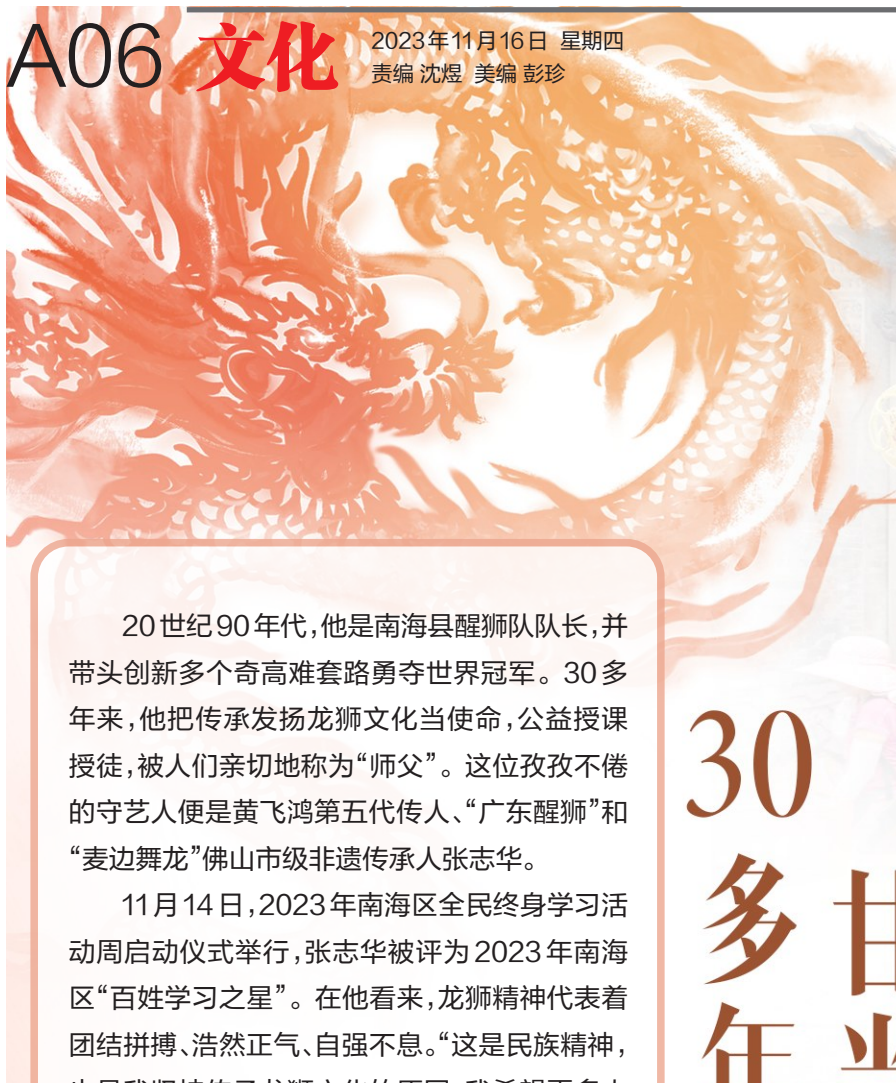 A06 文化
2023年11月16日 星期四
责编 沈煜 美编 彭珍
20世纪90年代，他是南海县醒狮队队长，并
带头创新多个奇高难套路勇夺世界冠军。30多
年来，他把传承发扬龙狮文化当使命，公益授课
授徒，被人们亲切地称为“师父”。这位孜孜不倦
的守艺人便是黄飞鸿第五代传人、“广东醒狮”和
“麦边舞龙”佛山市级非遗传承人张志华。
11月14日，2023年南海区全民终身学习活
动周启动仪式举行，张志华被评为2023年南海
区“百姓学习之星”。在他看来，龙狮精神代表着
团结拼搏、浩然正气、自强不息。“这是民族精神，
30多年
甘